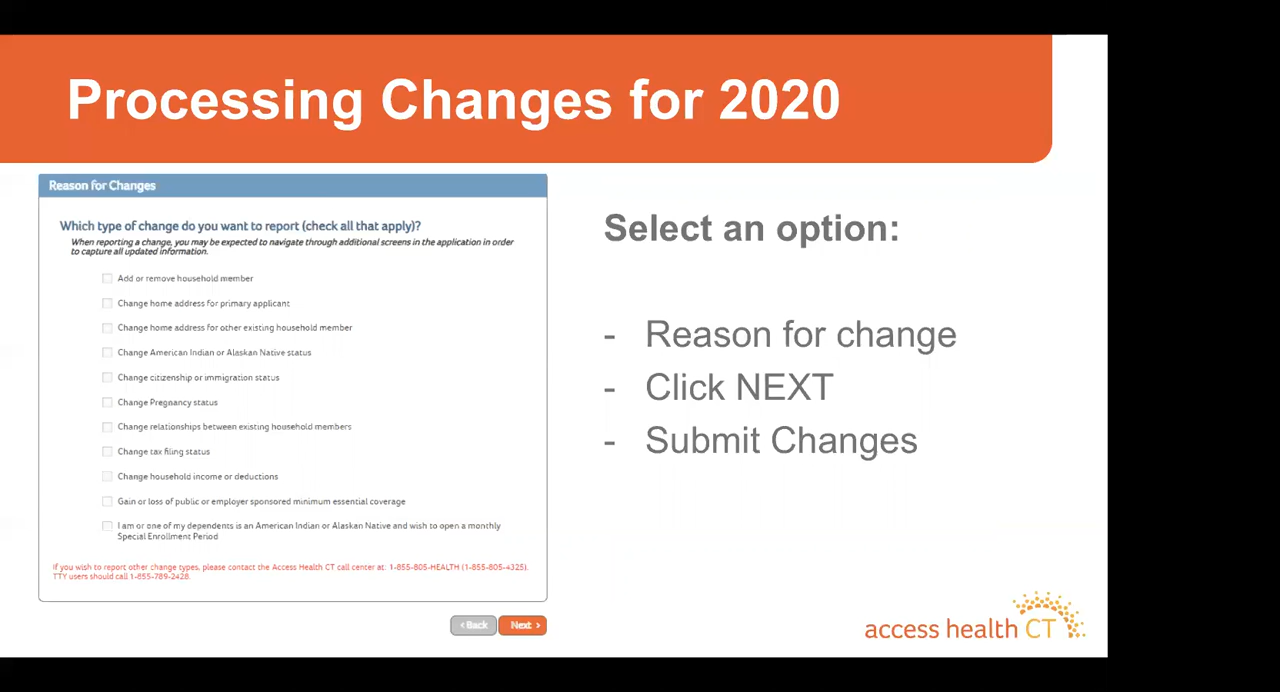 Processing Changes for 2020
Reason for Changes
Which type of change do you want to report (check all that apply)?
When reporting a change, you may be expected to navigate through additional screens in the application in order
to capture all updated information.
Add or remove household member
Change home address for primary applicant
Change home address for other existing household member
Change American Indian or Alaskan Native status
Change citizenship or immigration status
Change Pregnancy status
Change relationships between existing household members
Change tax filing status
Change household income or deductions
Gain or loss of public or employer sponsored minimum essential coverage
I am or one of my dependents is an American Indian or Alaskan Native and wish to open a monthly
Special Enrollment Period
If you wish to report other change types, please contact the Access Health CT call center at: 1-855-805-HEALTH (1-855-805-4325).
TTY users should call 1-855-789-2428.
< Back
Next >
Select an option:
- Reason for change
- Click NEXT
- Submit Changes
access health CT